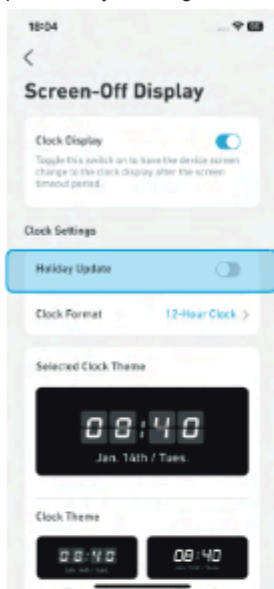 18:04
Screen-Off Display
Clock Display
Toggle this switch on to have the device screen
change to the clock display after the screen
timeout period.
Clock Settings
Holiday Update
Clock Format 12-Hour Clock >
Selected Clock Theme
08:40
Jan. 14th / Tues.
Clock Theme
08:40 08:40